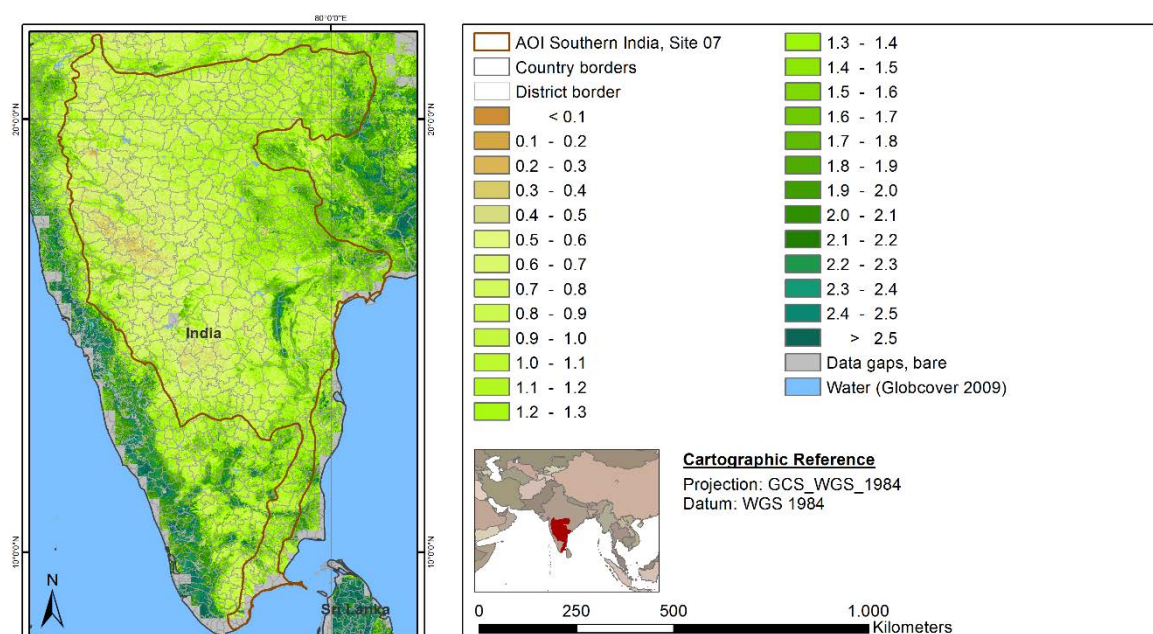 80°0'0"E
20°0'0"N
20°0'0"N
India
10°0'0"N
10°0'0"N
N
Sri Lanka
AOI Southern India, Site 07
Country borders
District border
< 0.1
0.1 - 0.2
0.2 - 0.3
0.3 - 0.4
0.4 - 0.5
0.5 - 0.6
0.6 - 0.7
0.7 - 0.8
0.8 - 0.9
0.9 - 1.0
1.0 - 1.1
1.1 - 1.2
1.2 - 1.3
1.3 - 1.4
1.4 - 1.5
1.5 - 1.6
1.6 - 1.7
1.7 - 1.8
1.8 - 1.9
1.9 - 2.0
2.0 - 2.1
2.1 - 2.2
2.2 - 2.3
2.3 - 2.4
2.4 - 2.5
> 2.5
Data gaps, bare
Water (Globcover 2009)
Cartographic Reference
Projection: GCS_WGS_1984
Datum: WGS 1984
0 250 500 1.000
Kilometers